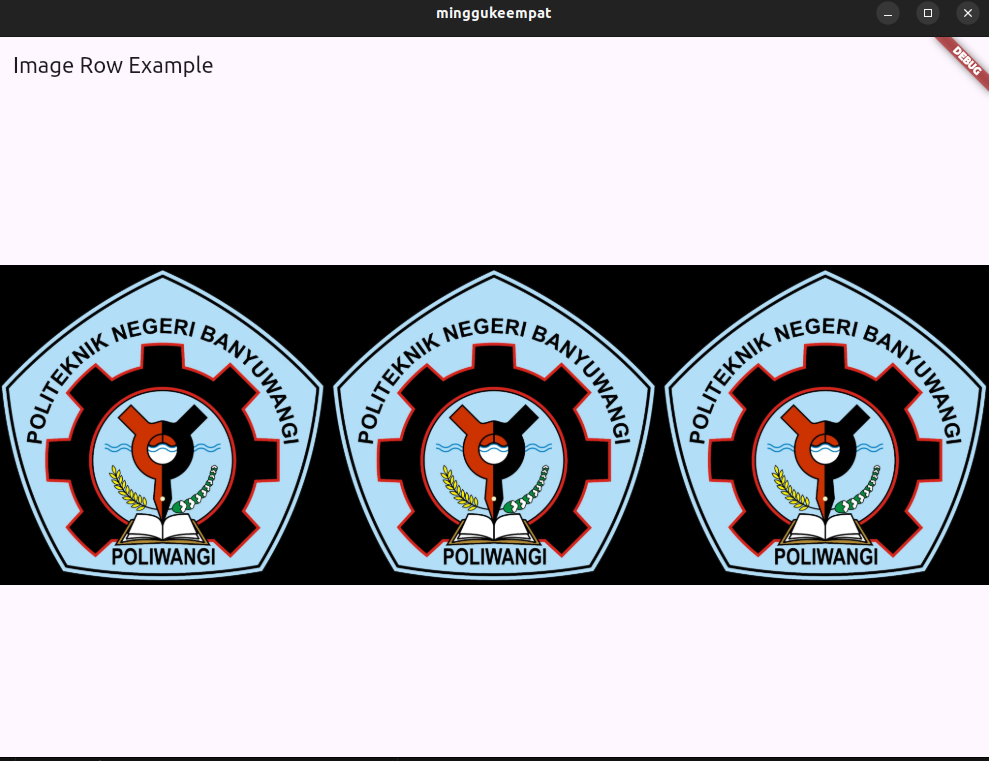 minggukeempat
DEBUG
Image Row Example
POLITEKNIK NEGERI BANYUWANGI
POLIWANGI
POLITEKNIK NEGERI BANYUWANGI
POLIWANGI
POLITEKNIK NEGERI BANYUWANGI
POLIWANGI